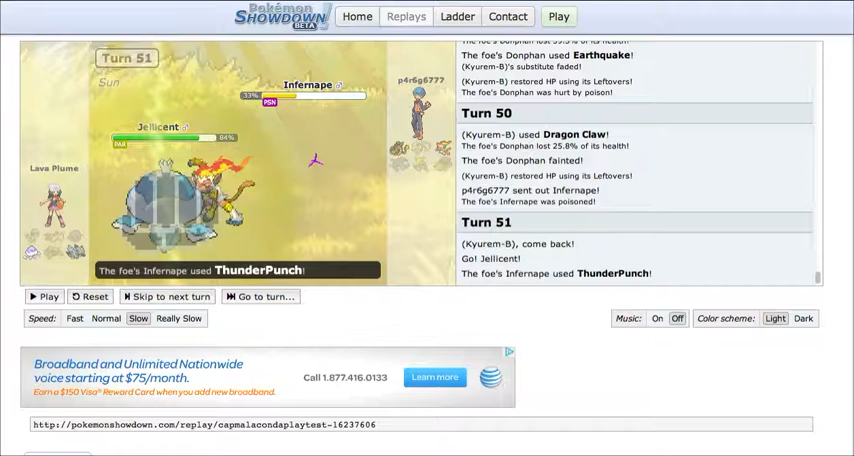 Pokémon
SHOWDOWN!
BETA
Home
Replays
Ladder
Contact
Play
Turn 51
Sun
Infernape ♂
33%
PSN
Jellicent ♂
84%
PAR
Lava Plume
p4r6g6777
The foe's Infernape used ThunderPunch!
The foe's Donphan used Earthquake!
(Kyurem-B)'s substitute faded!
(Kyurem-B) restored HP using its Leftovers!
The foe's Donphan was hurt by poison!
Turn 50
(Kyurem-B) used Dragon Claw!
The foe's Donphan lost 25.8% of its health!
The foe's Donphan fainted!
(Kyurem-B) restored HP using its Leftovers!
p4r6g6777 sent out Infernape!
The foe's Infernape was poisoned!
Turn 51
(Kyurem-B), come back!
Go! Jellicent!
The foe's Infernape used ThunderPunch!
Play
Reset
Skip to next turn
Go to turn...
Speed:
Fast
Normal
Slow
Really Slow
Music:
On
Off
Color scheme:
Light
Dark
Broadband and Unlimited Nationwide
voice starting at $75/month.
Earn a $150 Visa® Reward Card when you add new broadband.
Call 1.877.416.0133
Learn more
at&t
http://pokemonshowdown.com/replay/capmalacondaplaytest-16237606